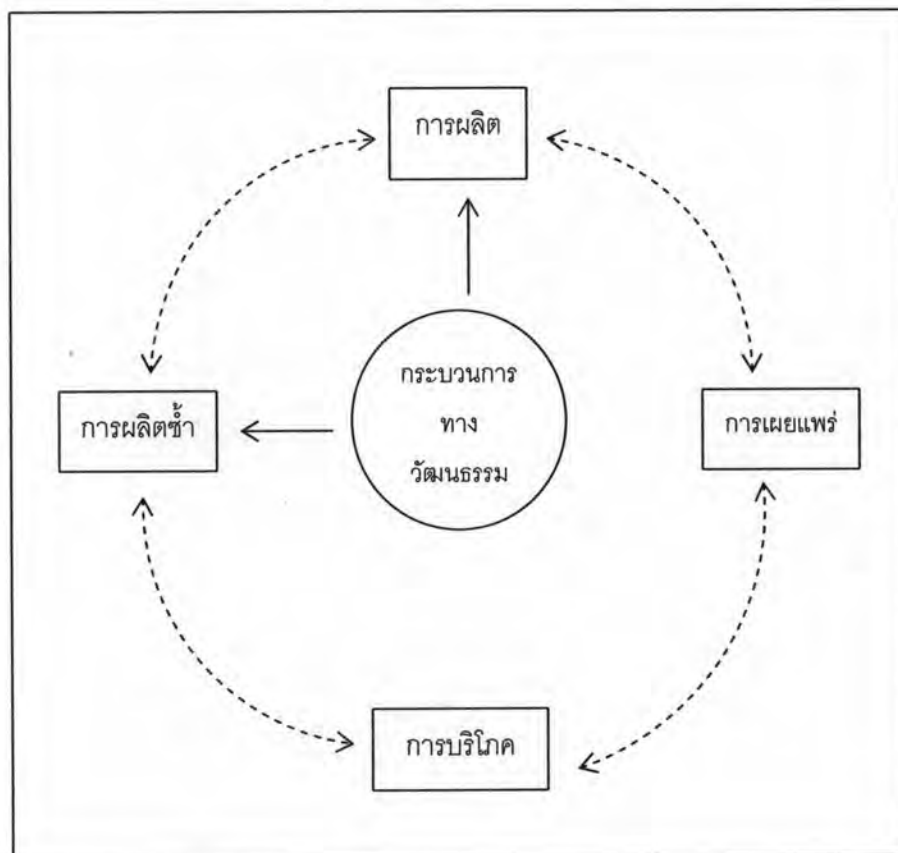 การผลิต
กระบวนการ
ทาง
วัฒนธรรม
การผลิตซ้ำ
การเผยแพร่
การบริโภค